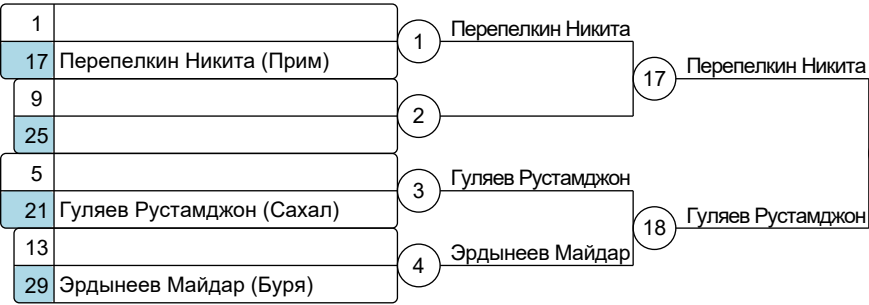 1
17 Перепелкин Никита (Прим)
1
Перепелкин Никита
9
25
2
17
Перепелкин Никита
5
21 Гуляев Рустамджон (Сахал)
3
Гуляев Рустамджон
13
29 Эрдынеев Майдар (Буря)
4
Эрдынеев Майдар
18
Гуляев Рустамджон